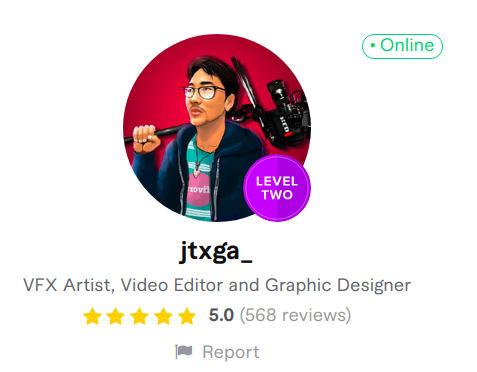 • Online
LEVEL
TWO
jtxga_
VFX Artist, Video Editor and Graphic Designer
5.0 (568 reviews)
Report